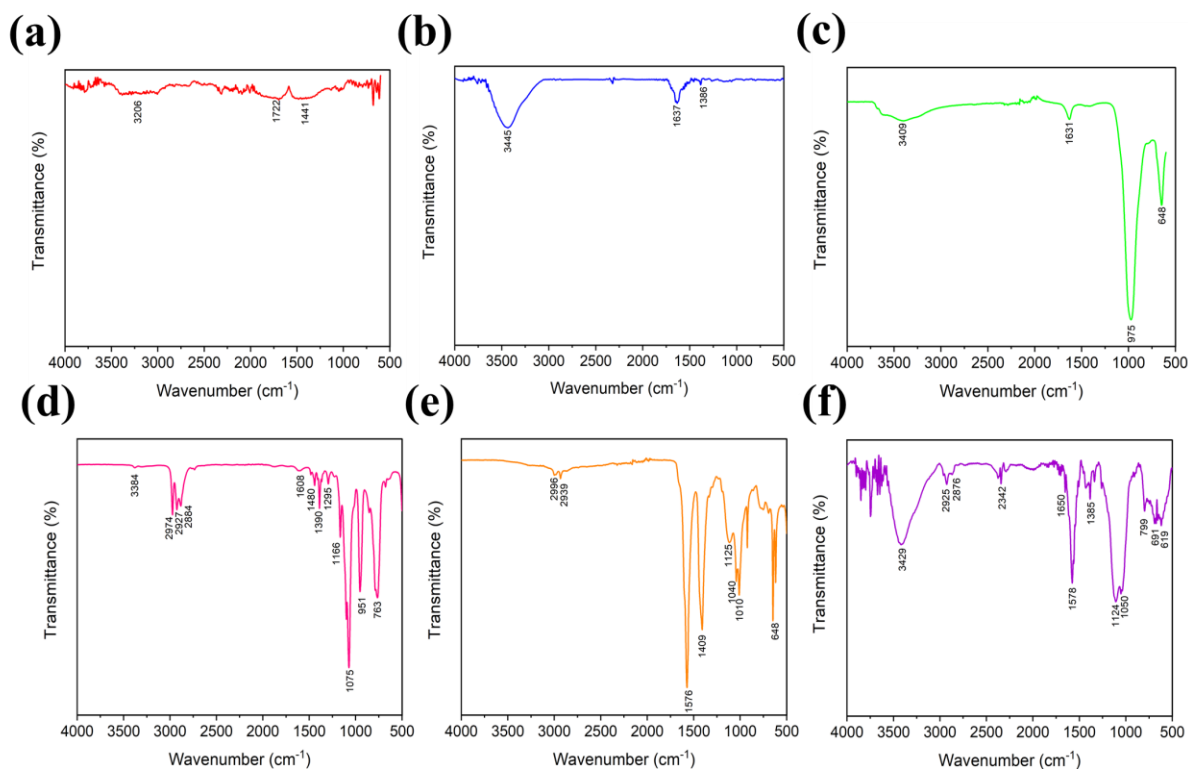 (a)
Transmittance (%)
3206
1722
1441
4000 3500 3000 2500 2000 1500 1000 500
Wavenumber (cm⁻¹)
(b)
Transmittance (%)
3445
1637
1386
4000 3500 3000 2500 2000 1500 1000 500
Wavenumber (cm⁻¹)
(c)
Transmittance (%)
3409
1631
975
648
4000 3500 3000 2500 2000 1500 1000 500
Wavenumber (cm⁻¹)
(d)
Transmittance (%)
3384
2974
2927
2884
1608
1480
1390
1295
1166
1075
951
763
4000 3500 3000 2500 2000 1500 1000 500
Wavenumber (cm⁻¹)
(e)
Transmittance (%)
2996
2939
1576
1409
1125
1040
1010
648
4000 3500 3000 2500 2000 1500 1000 500
Wavenumber (cm⁻¹)
(f)
Transmittance (%)
3429
2925
2876
2342
1650
1578
1385
1124
1050
799
691
619
4000 3500 3000 2500 2000 1500 1000 500
Wavenumber (cm⁻¹)